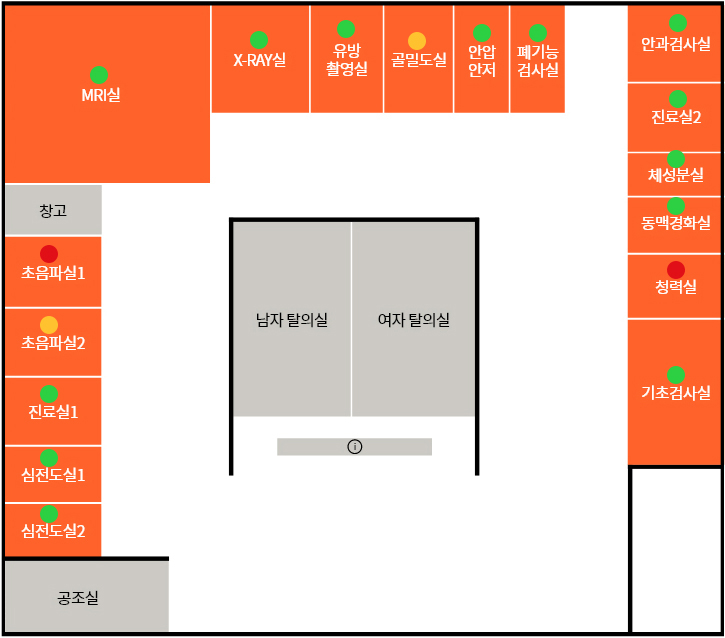 MRI실
X-RAY실
유방
촬영실
골밀도실
안압
안저
폐기능
검사실
안과검사실
진료실2
체성분실
동맥경화실
청력실
기초검사실
창고
초음파실1
초음파실2
진료실1
심전도실1
심전도실2
공조실
남자 탈의실
여자 탈의실
i